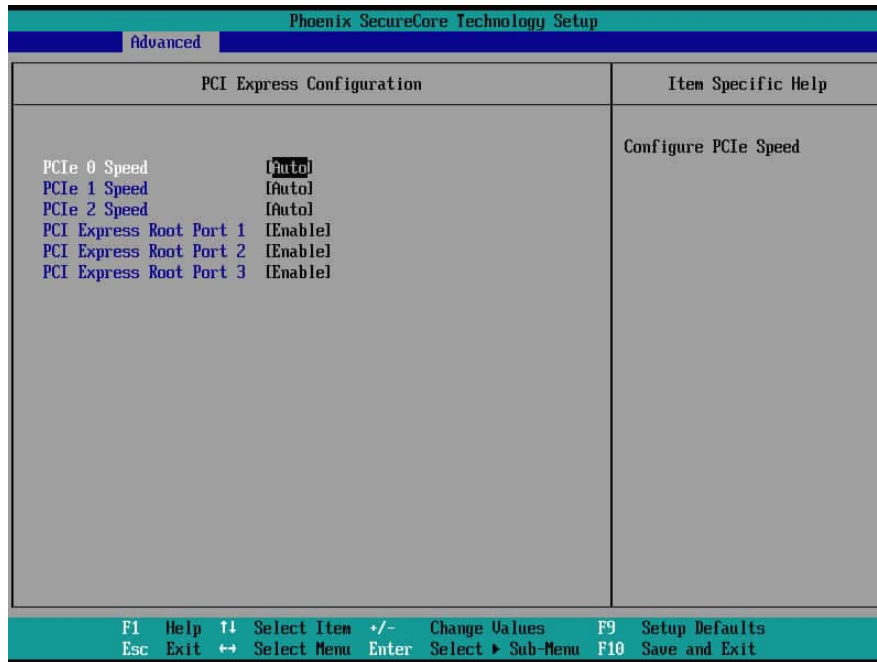 Phoenix SecureCore Technology Setup
Advanced
PCI Express Configuration
Item Specific Help
Configure PCIe Speed
PCIe 0 Speed [Auto]
PCIe 1 Speed [Auto]
PCIe 2 Speed [Auto]
PCI Express Root Port 1 [Enable]
PCI Express Root Port 2 [Enable]
PCI Express Root Port 3 [Enable]
F1 Help ↑↓ Select Item +/- Change Values F9 Setup Defaults
Esc Exit ↔ Select Menu Enter Select ▶ Sub-Menu F10 Save and Exit